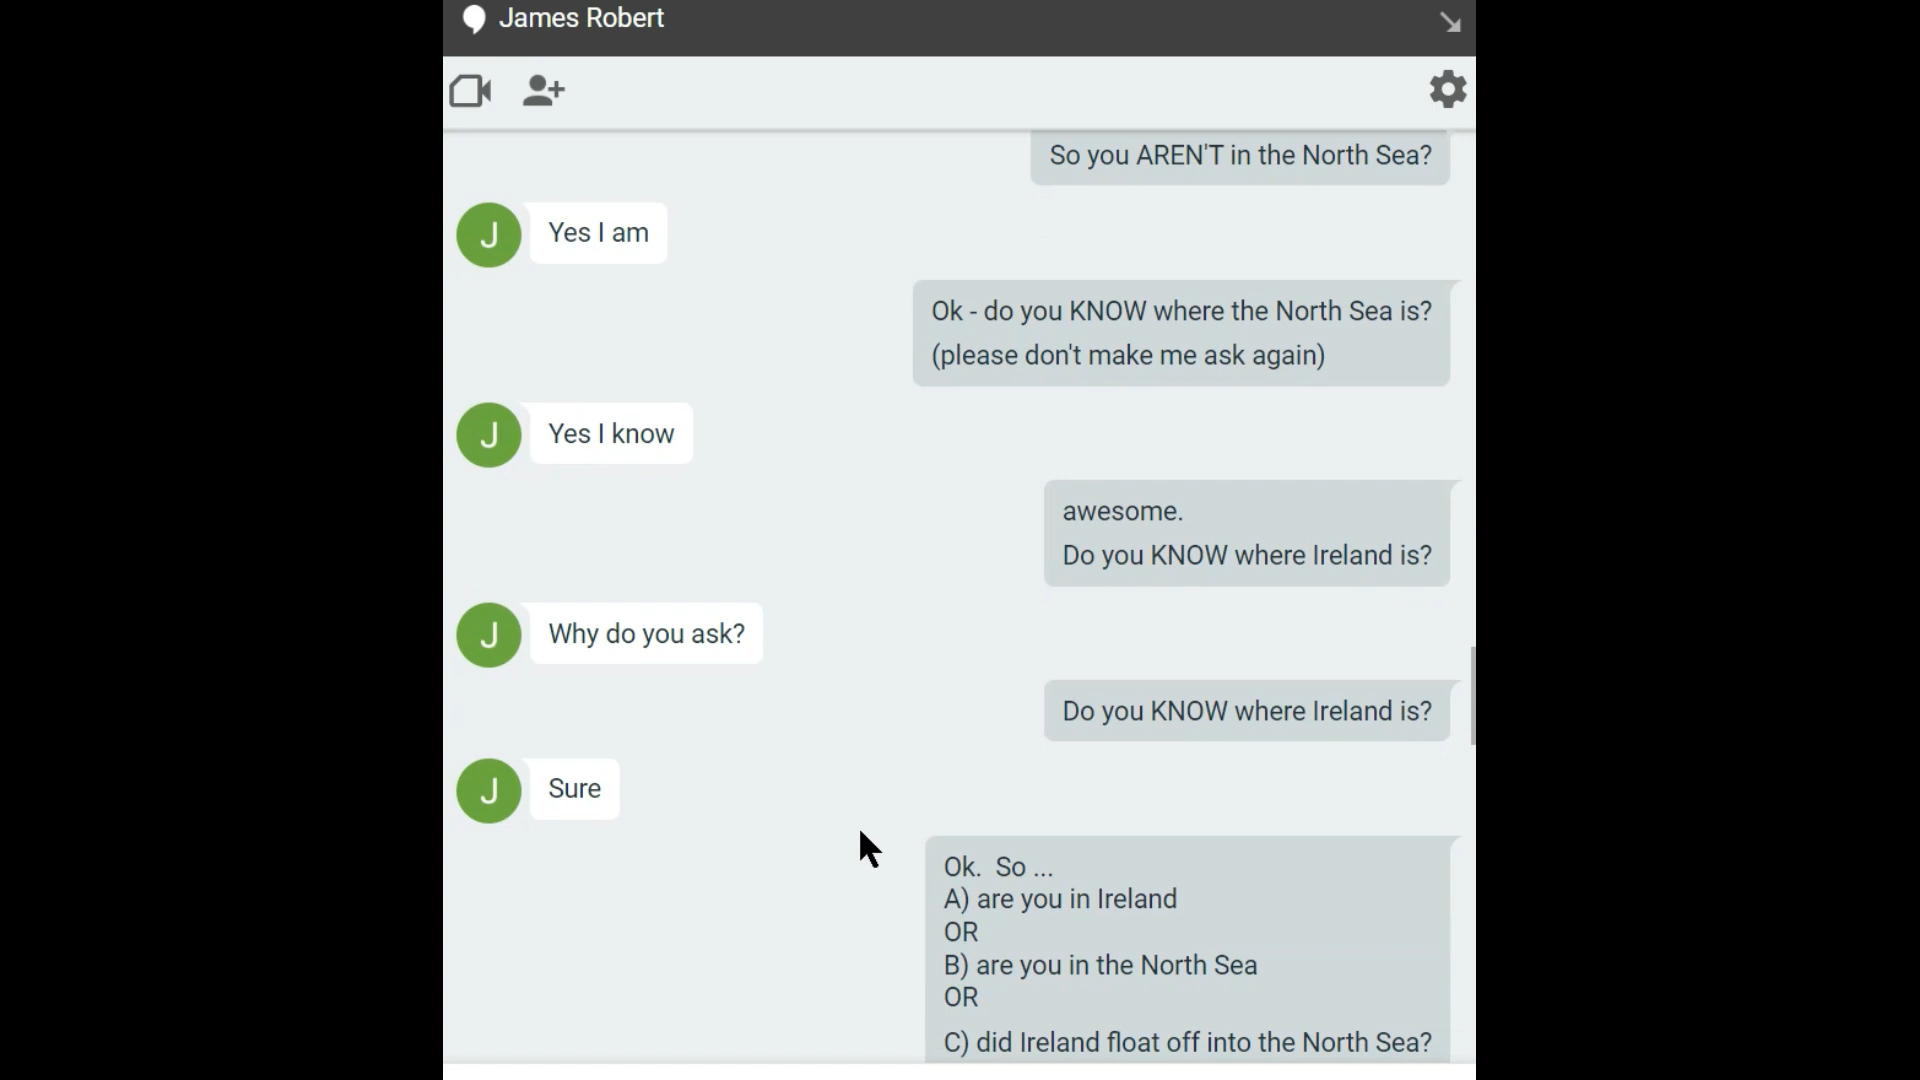 James Robert
So you AREN'T in the North Sea?
J
Yes I am
Ok - do you KNOW where the North Sea is?
(please don't make me ask again)
J
Yes I know
awesome.
Do you KNOW where Ireland is?
J
Why do you ask?
Do you KNOW where Ireland is?
J
Sure
Ok.  So ...
A) are you in Ireland
OR
B) are you in the North Sea
OR
C) did Ireland float off into the North Sea?